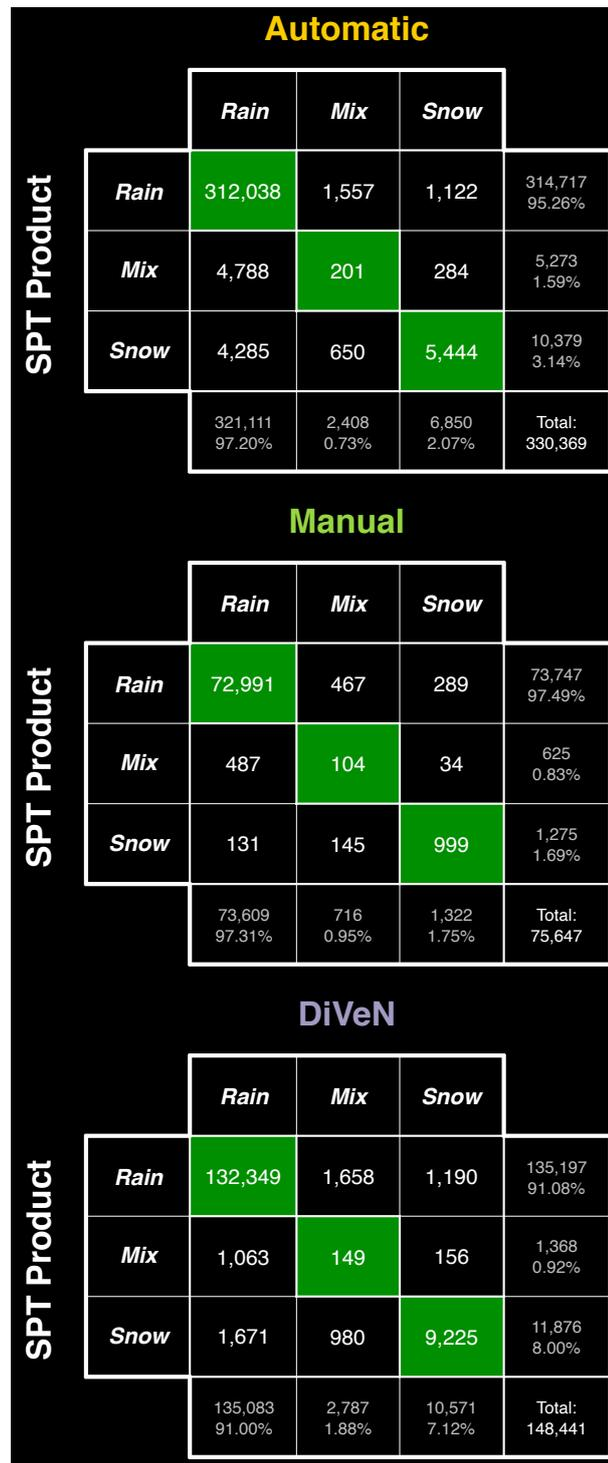 Automatic
Rain Mix Snow
SPT Product
Rain 312,038 1,557 1,122 314,717
95.26%
Mix 4,788 201 284 5,273
1.59%
Snow 4,285 650 5,444 10,379
3.14%
321,111 2,408 6,850 Total:
97.20% 0.73% 2.07% 330,369
Manual
Rain Mix Snow
SPT Product
Rain 72,991 467 289 73,747
97.49%
Mix 487 104 34 625
0.83%
Snow 131 145 999 1,275
1.69%
73,609 716 1,322 Total:
97.31% 0.95% 1.75% 75,647
DiVeN
Rain Mix Snow
SPT Product
Rain 132,349 1,658 1,190 135,197
91.08%
Mix 1,063 149 156 1,368
0.92%
Snow 1,671 980 9,225 11,876
8.00%
135,083 2,787 10,571 Total:
91.00% 1.88% 7.12% 148,441